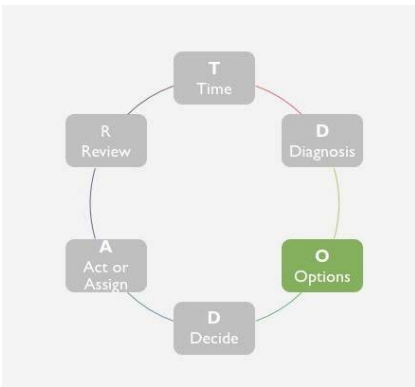 T
Time
D
Diagnosis
O
Options
D
Decide
A
Act or
Assign
R
Review